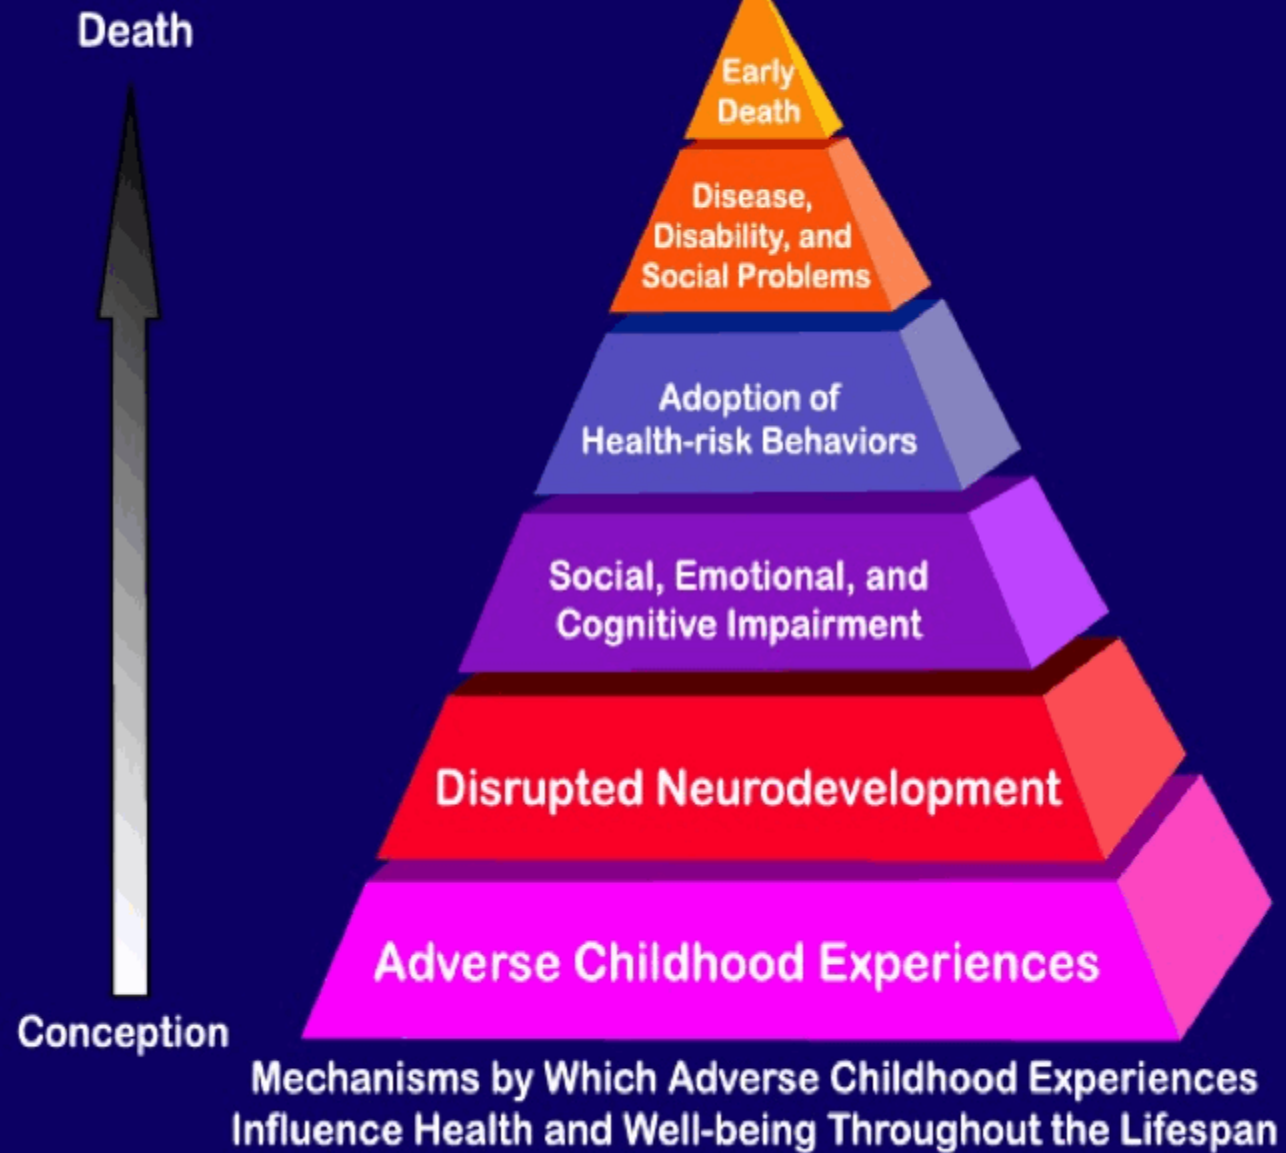 Death
Early
Death
Disease,
Disability, and
Social Problems
Adoption of
Health-risk Behaviors
Social, Emotional, and
Cognitive Impairment
Disrupted Neurodevelopment
Adverse Childhood Experiences
Conception
Mechanisms by Which Adverse Childhood Experiences
Influence Health and Well-being Throughout the Lifespan